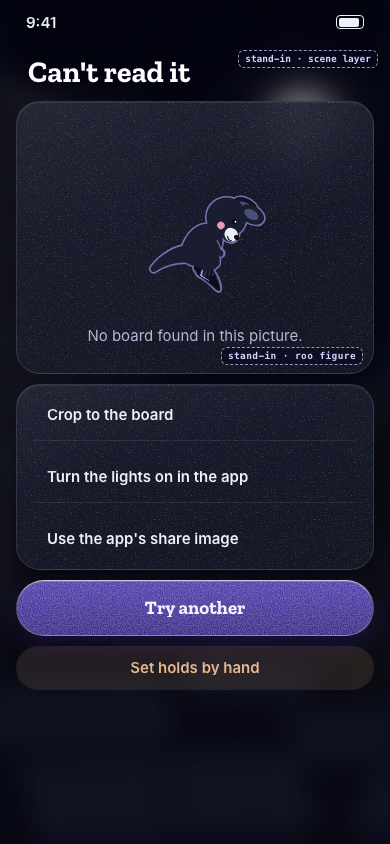 9:41
stand-in · scene layer
Can't read it
No board found in this picture.
stand-in · roo figure
Crop to the board
Turn the lights on in the app
Use the app's share image
Try another
Set holds by hand